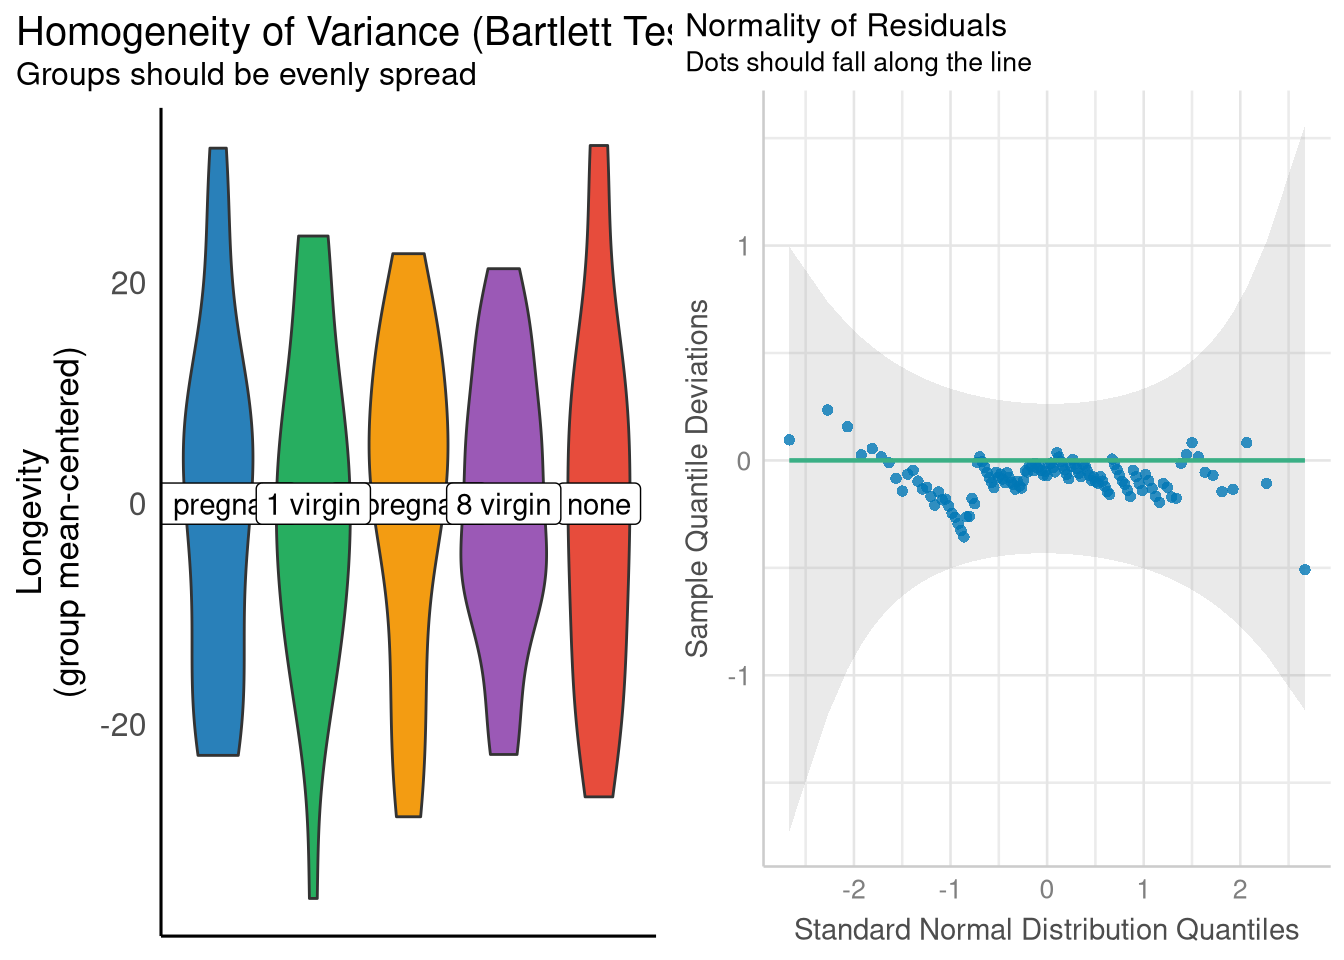 Homogeneity of Variance (Bartlett Tes
Groups should be evenly spread
Longevity
(group mean-centered)
20
0
-20
pregna
1 virgin
pregna
8 virgin
none
Normality of Residuals
Dots should fall along the line
Sample Quantile Deviations
1
0
-1
-2
-1
0
1
2
Standard Normal Distribution Quantiles